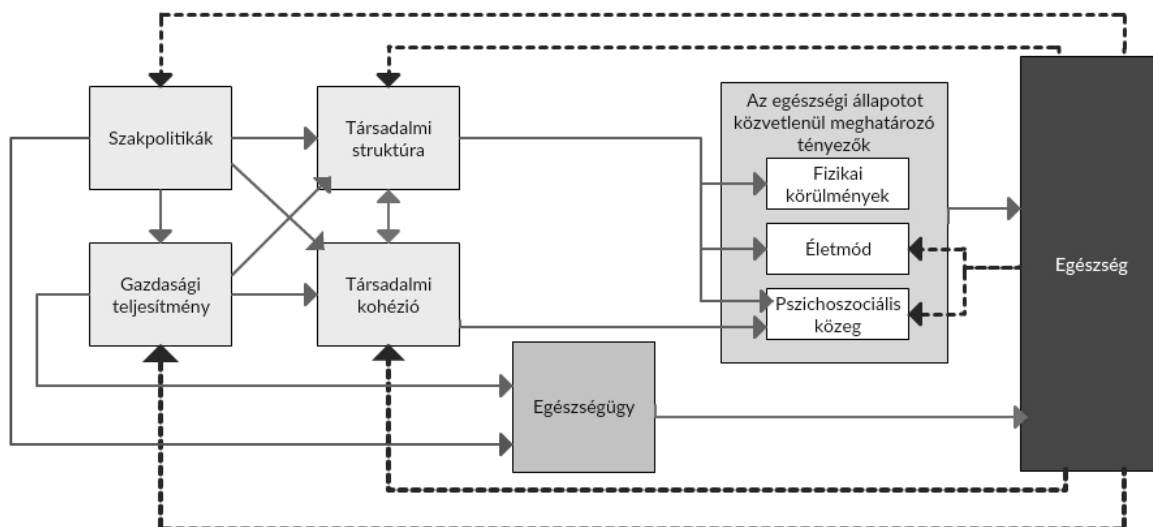 Szakpolitikák
Társadalmi
struktúra
Gazdasági
teljesítmény
Társadalmi
kohézió
Egészségügy
Az egészségi állapotot
közvetlenül meghatározó
tényezők
Fizikai
körülmények
Életmód
Pszichoszociális
közeg
Egészség